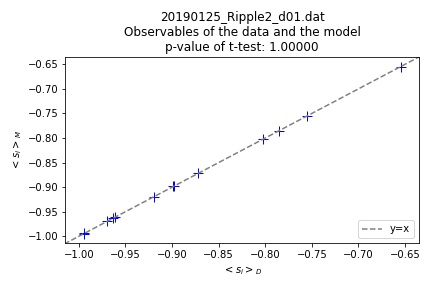 20190125_Ripple2_d01.dat
Observables of the data and the model
p-value of t-test: 1.00000
< s_i >_M
−0.65
−0.70
−0.75
−0.80
−0.85
−0.90
−0.95
−1.00
y=x
−1.00 −0.95 −0.90 −0.85 −0.80 −0.75 −0.70 −0.65
< s_i >_D